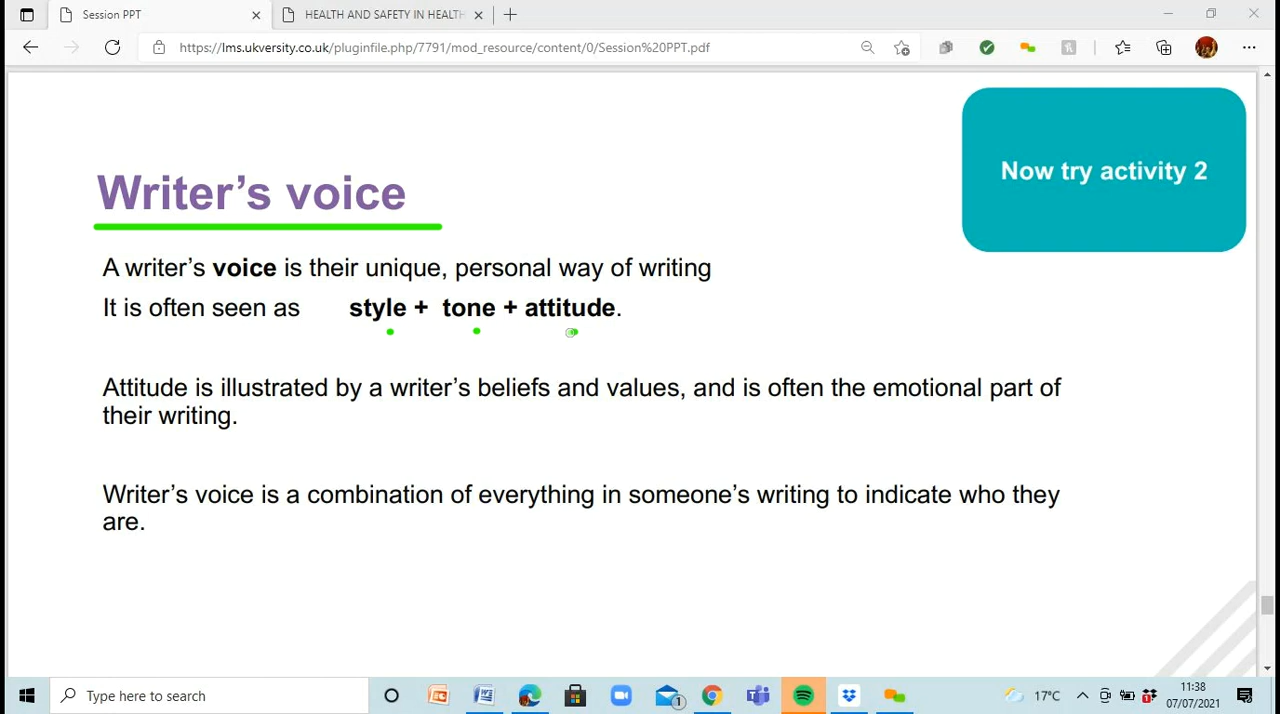 Session PPT
HEALTH AND SAFETY IN HEALTH
https://lms.ukversity.co.uk/pluginfile.php/7791/mod_resource/content/0/Session%20PPT.pdf
Now try activity 2
Writer’s voice
A writer’s voice is their unique, personal way of writing
It is often seen as style + tone + attitude.
Attitude is illustrated by a writer’s beliefs and values, and is often the emotional part of
their writing.
Writer’s voice is a combination of everything in someone’s writing to indicate who they
are.
Type here to search
1
17°C
11:38
07/07/2021